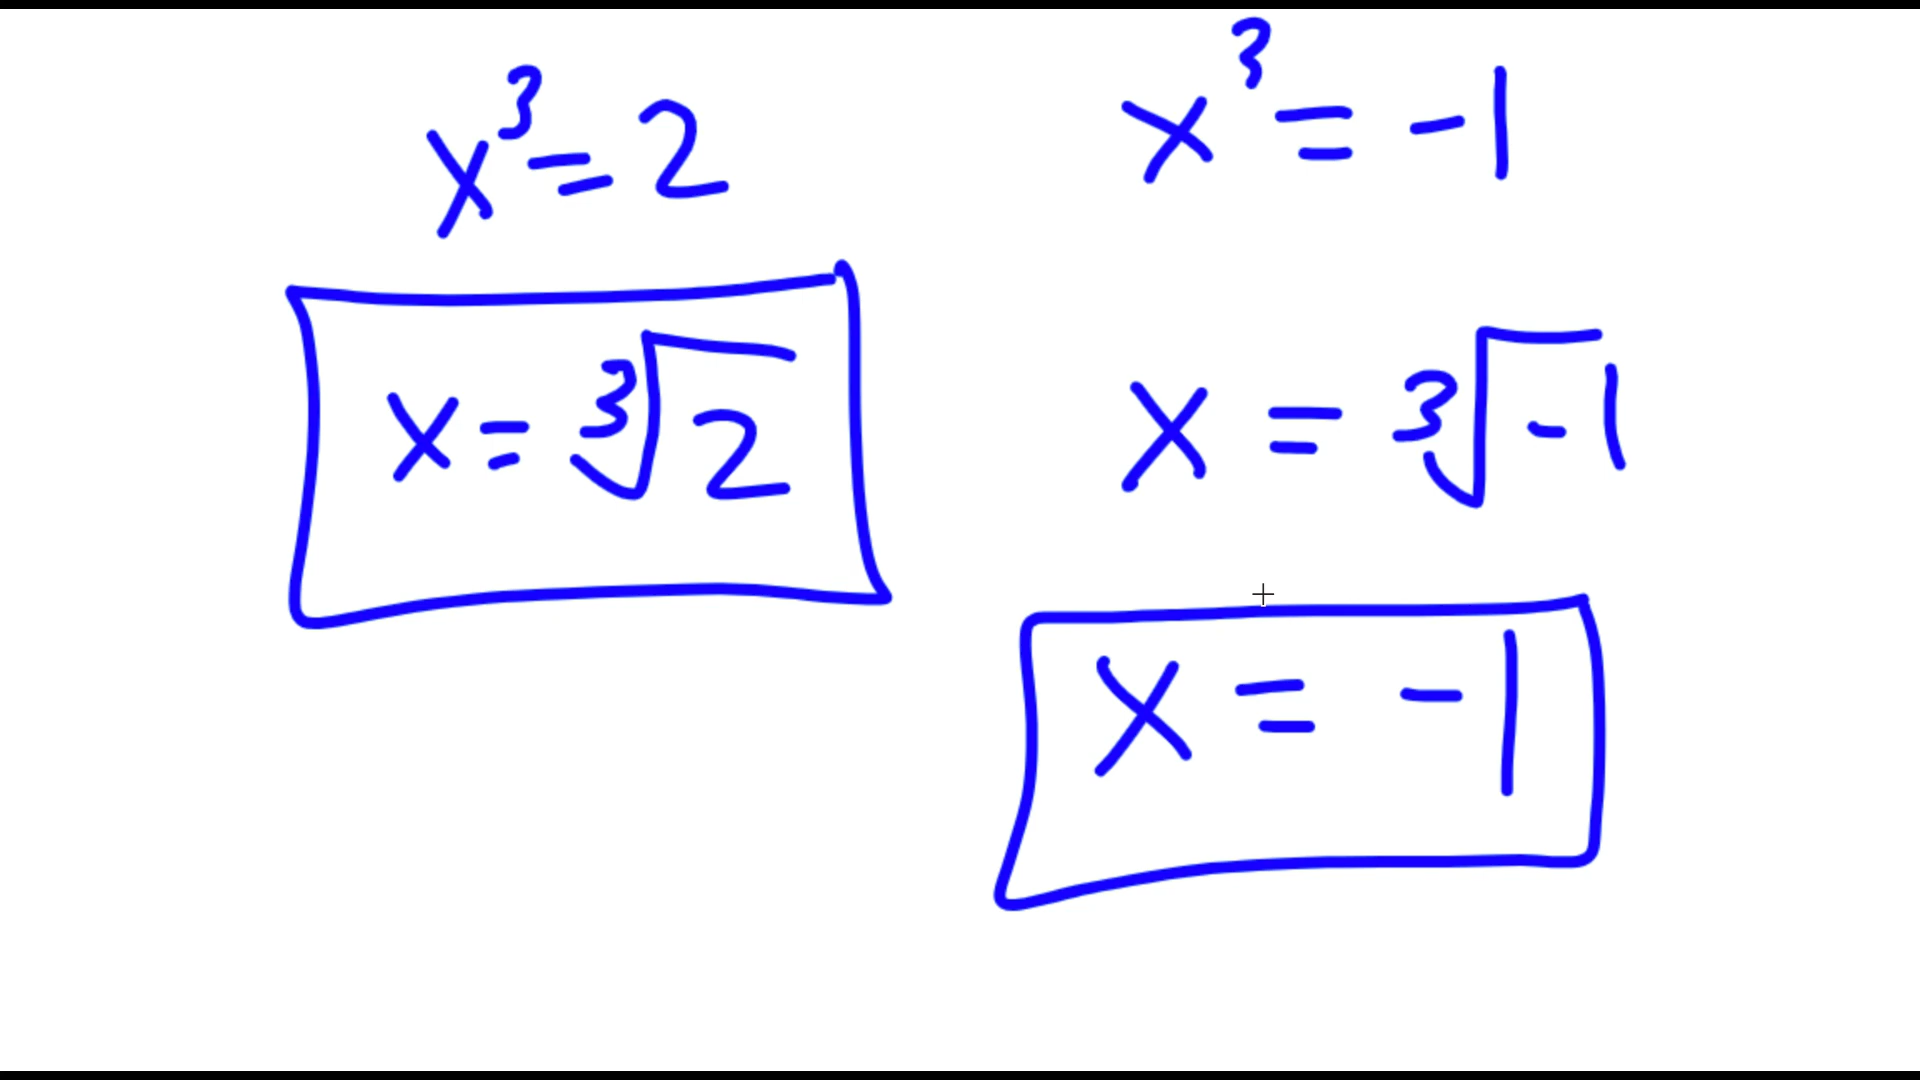 x³ = 2
x = ∛2
x³ = -1
x = ∛-1
x = -1